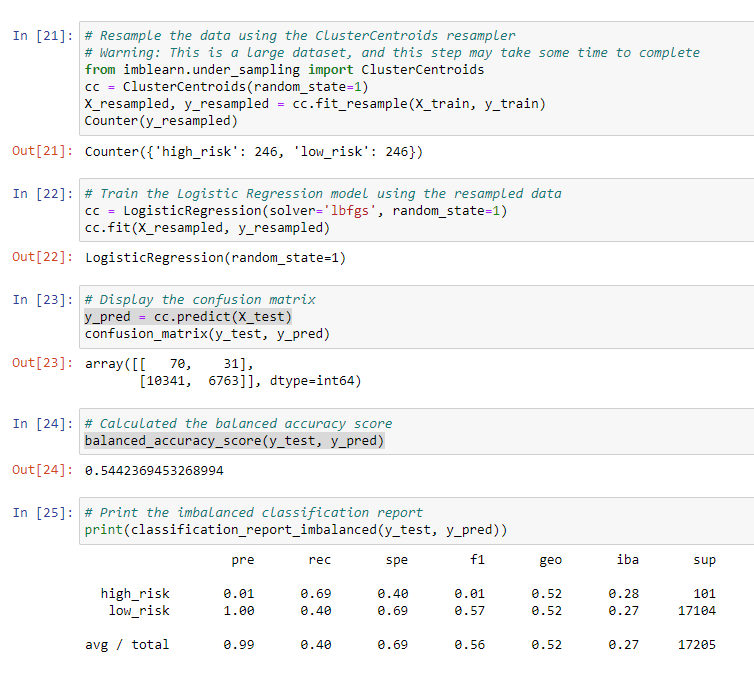 In [21]: # Resample the data using the ClusterCentroids resampler
# Warning: This is a large dataset, and this step may take some time to complete
from imblearn.under_sampling import ClusterCentroids
cc = ClusterCentroids(random_state=1)
X_resampled, y_resampled = cc.fit_resample(X_train, y_train)
Counter(y_resampled)
Out[21]: Counter({'high_risk': 246, 'low_risk': 246})
In [22]: # Train the Logistic Regression model using the resampled data
cc = LogisticRegression(solver='lbfgs', random_state=1)
cc.fit(X_resampled, y_resampled)
Out[22]: LogisticRegression(random_state=1)
In [23]: # Display the confusion matrix
y_pred = cc.predict(X_test)
confusion_matrix(y_test, y_pred)
Out[23]: array([[   70,    31],
       [10341,  6763]], dtype=int64)
In [24]: # Calculated the balanced accuracy score
balanced_accuracy_score(y_test, y_pred)
Out[24]: 0.5442369453268994
In [25]: # Print the imbalanced classification report
print(classification_report_imbalanced(y_test, y_pred))
pre rec spe f1 geo iba sup
high_risk 0.01 0.69 0.40 0.01 0.52 0.28 101
low_risk 1.00 0.40 0.69 0.57 0.52 0.27 17104
avg / total 0.99 0.40 0.69 0.56 0.52 0.27 17205